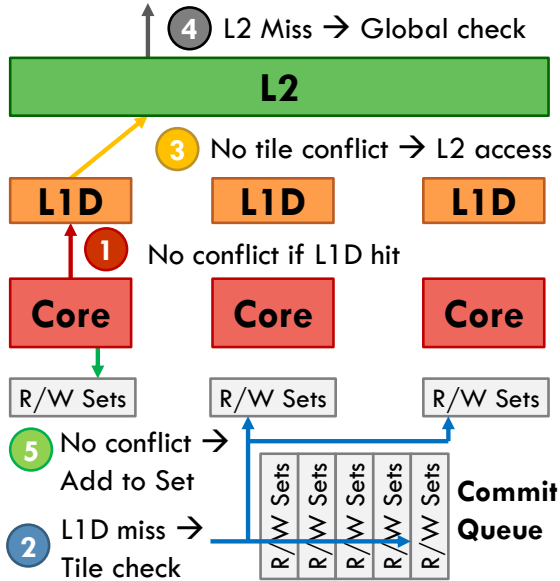 4 L2 Miss → Global check
L2
3 No tile conflict → L2 access
L1D L1D L1D
1 No conflict if L1D hit
Core Core Core
R/W Sets R/W Sets R/W Sets
5 No conflict →
Add to Set
2 L1D miss →
Tile check
R/W Sets
R/W Sets
R/W Sets
R/W Sets
R/W Sets
Commit
Queue